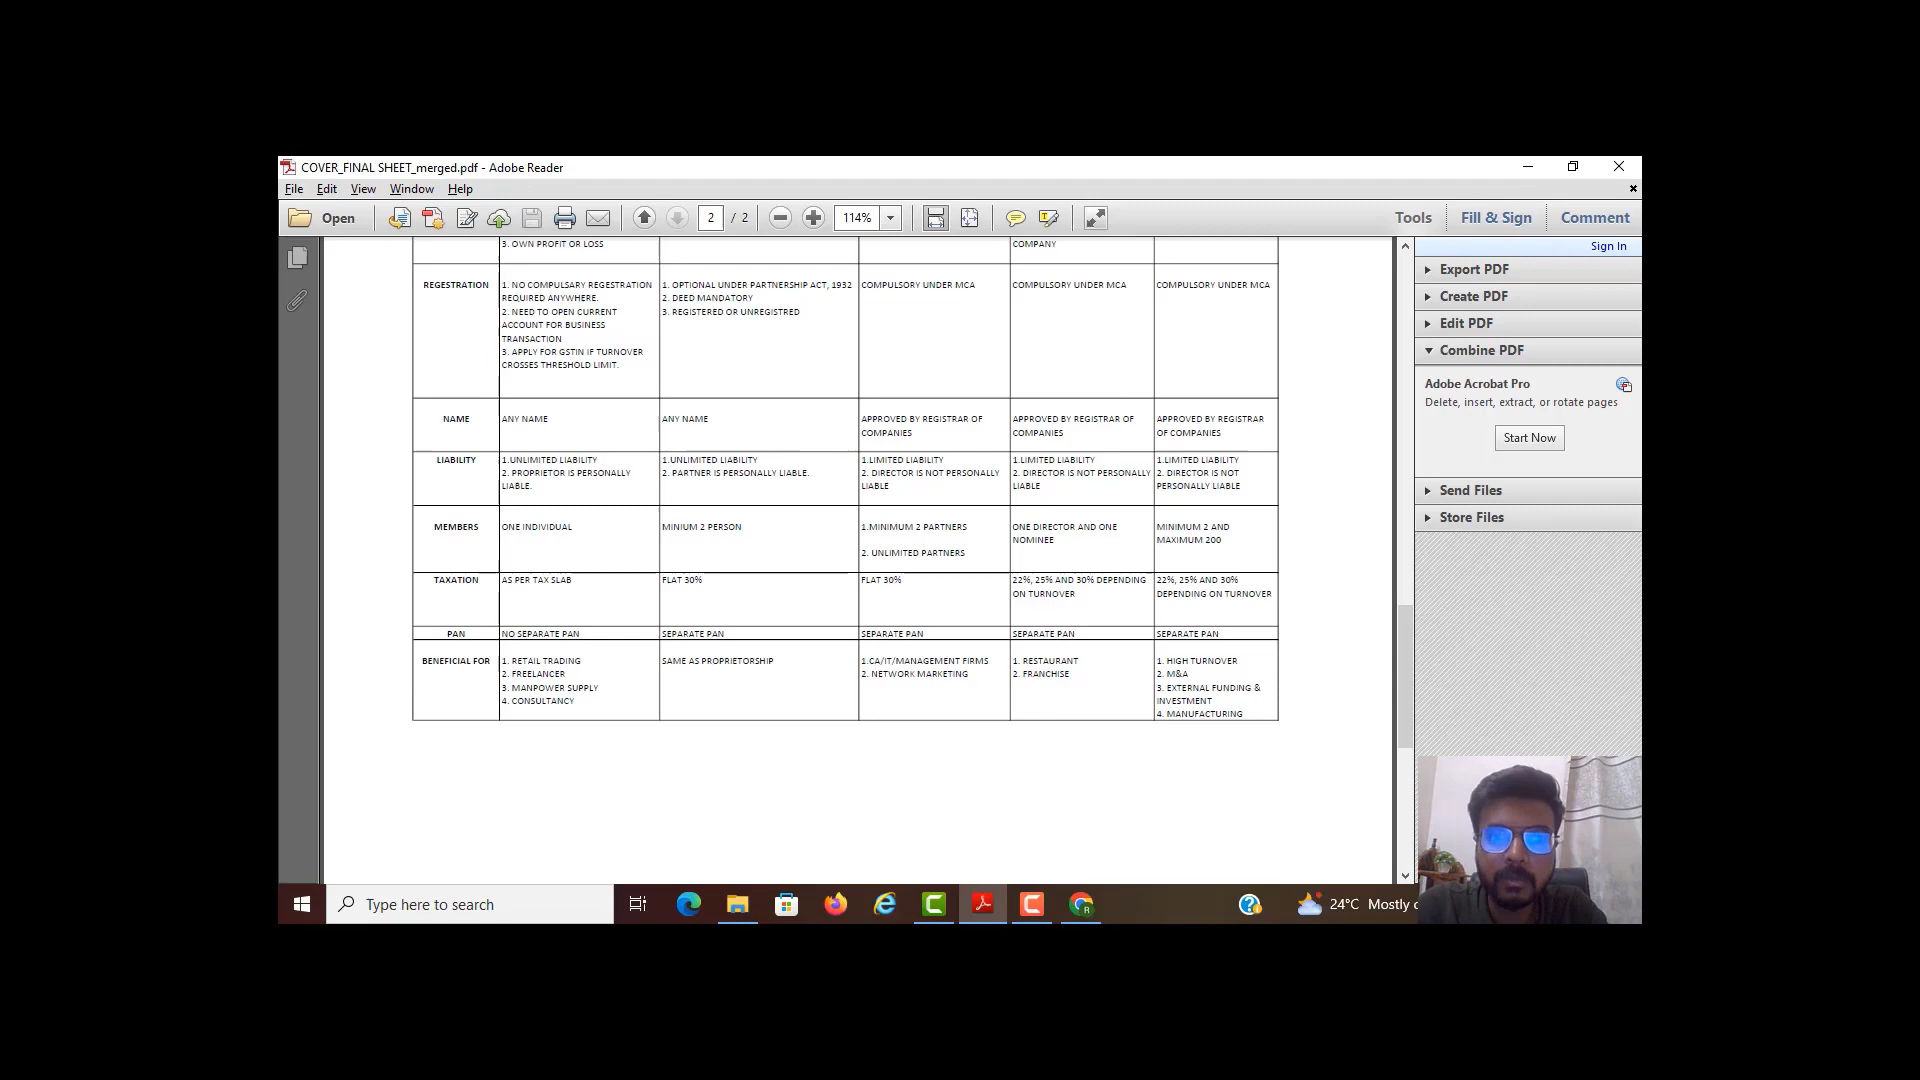 COVER_FINAL SHEET_merged.pdf - Adobe Reader
File Edit View Window Help
Open 2 / 2 114% Tools Fill & Sign Comment
Sign In
Export PDF
Create PDF
Edit PDF
Combine PDF
Adobe Acrobat Pro
Delete, insert, extract, or rotate pages
Start Now
Send Files
Store Files
3. OWN PROFIT OR LOSS
COMPANY
REGESTRATION
1. NO COMPULSARY REGESTRATION
REQUIRED ANYWHERE.
2. NEED TO OPEN CURRENT
ACCOUNT FOR BUSINESS
TRANSACTION
3. APPLY FOR GSTIN IF TURNOVER
CROSSES THRESHOLD LIMIT.
1. OPTIONAL UNDER PARTNERSHIP ACT, 1932
2. DEED MANDATORY
3. REGISTERED OR UNREGISTRED
COMPULSORY UNDER MCA
COMPULSORY UNDER MCA
COMPULSORY UNDER MCA
NAME
ANY NAME
ANY NAME
APPROVED BY REGISTRAR OF
COMPANIES
APPROVED BY REGISTRAR OF
COMPANIES
APPROVED BY REGISTRAR
OF COMPANIES
LIABILITY
1.UNLIMITED LIABILITY
2. PROPRIETOR IS PERSONALLY
LIABLE.
1.UNLIMITED LIABILITY
2. PARTNER IS PERSONALLY LIABLE.
1.LIMITED LIABILITY
2. DIRECTOR IS NOT PERSONALLY
LIABLE
1.LIMITED LIABILITY
2. DIRECTOR IS NOT PERSONALLY
LIABLE
1.LIMITED LIABILITY
2. DIRECTOR IS NOT
PERSONALLY LIABLE
MEMBERS
ONE INDIVIDUAL
MINIUM 2 PERSON
1.MINIMUM 2 PARTNERS
2. UNLIMITED PARTNERS
ONE DIRECTOR AND ONE
NOMINEE
MINIMUM 2 AND
MAXIMUM 200
TAXATION
AS PER TAX SLAB
FLAT 30%
FLAT 30%
22%, 25% AND 30% DEPENDING
ON TURNOVER
22%, 25% AND 30%
DEPENDING ON TURNOVER
PAN
NO SEPARATE PAN
SEPARATE PAN
SEPARATE PAN
SEPARATE PAN
SEPARATE PAN
BENEFICIAL FOR
1. RETAIL TRADING
2. FREELANCER
3. MANPOWER SUPPLY
4. CONSULTANCY
SAME AS PROPRIETORSHIP
1.CA/IT/MANAGEMENT FIRMS
2. NETWORK MARKETING
1. RESTAURANT
2. FRANCHISE
1. HIGH TURNOVER
2. M&A
3. EXTERNAL FUNDING &
INVESTMENT
4. MANUFACTURING
Type here to search
24°C Mostly